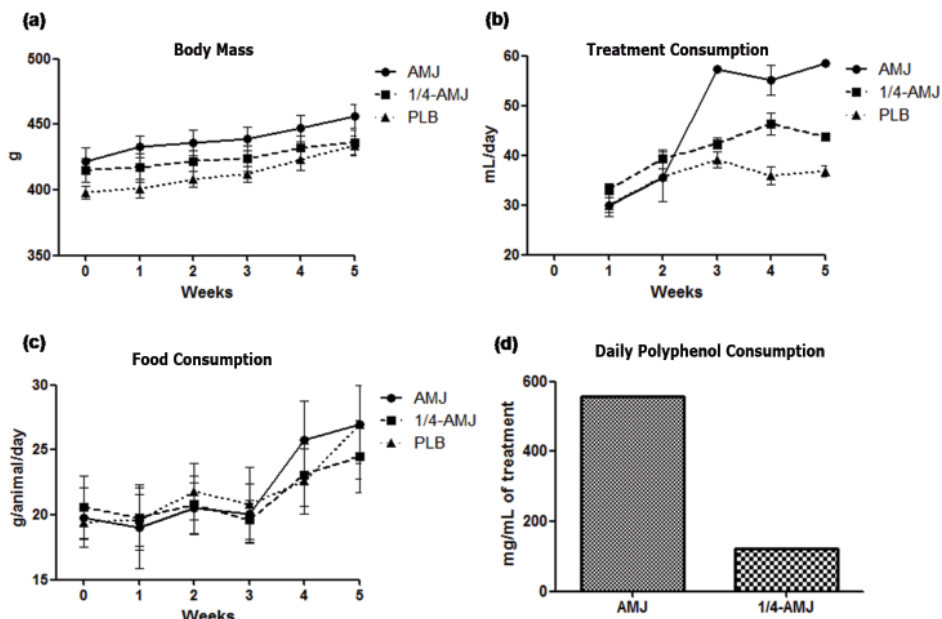 (a)
Body Mass
500
450
400
350
g
0 1 2 3 4 5
Weeks
AMJ
1/4-AMJ
PLB
(b)
Treatment Consumption
60
50
40
30
20
mL/day
0 1 2 3 4 5
Weeks
AMJ
1/4-AMJ
PLB
(c)
Food Consumption
30
25
20
15
g/animal/day
0 1 2 3 4 5
Weeks
AMJ
1/4-AMJ
PLB
(d)
Daily Polyphenol Consumption
600
400
200
0
mg/mL of treatment
AMJ 1/4-AMJ